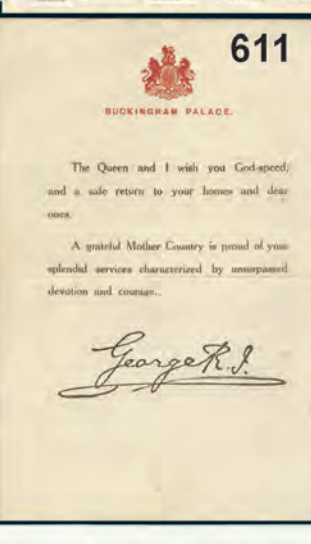 611
BUCKINGHAM PALACE.
The Queen and I wish you God-speed,
and a safe return to your homes and dear
ones.
A grateful Mother Country is proud of your
splendid services characterized by unsurpassed
devotion and courage.
George R.I.